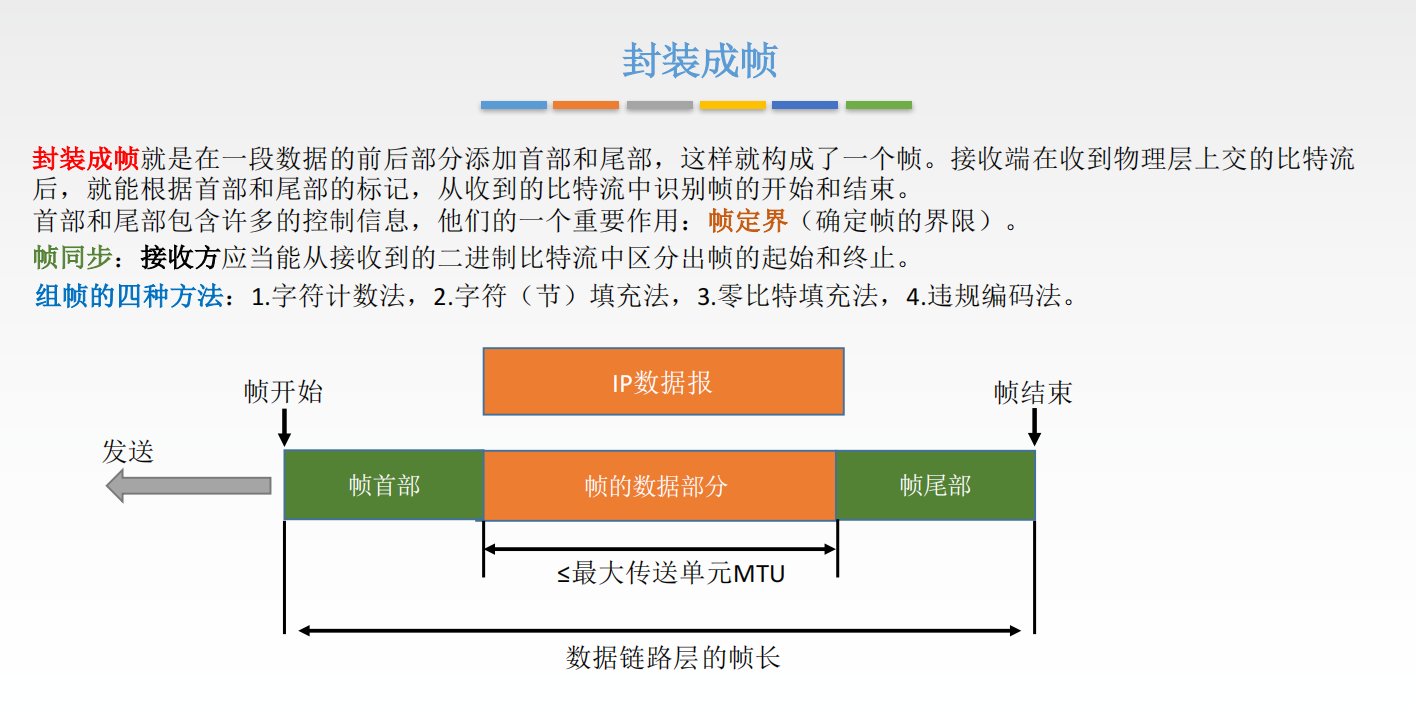 封装成帧
封装成帧就是在一段数据的前后部分添加首部和尾部，这样就构成了一个帧。接收端在收到物理层上交的比特流
后，就能根据首部和尾部的标记，从收到的比特流中识别帧的开始和结束。
首部和尾部包含许多的控制信息，他们的一个重要作用：帧定界（确定帧的界限）。
帧同步：接收方应当能从接收到的二进制比特流中区分出帧的起始和终止。
组帧的四种方法：1.字符计数法，2.字符（节）填充法，3.零比特填充法，4.违规编码法。
IP数据报
帧开始
帧结束
发送
帧首部
帧的数据部分
帧尾部
≤最大传送单元MTU
数据链路层的帧长